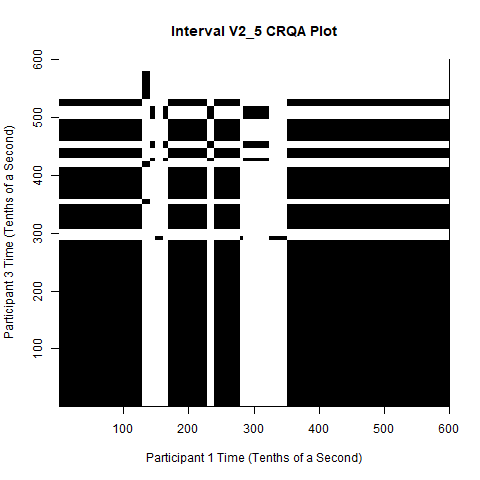 Interval V2_5 CRQA Plot
Participant 3 Time (Tenths of a Second)
600
500
400
300
200
100
100 200 300 400 500 600
Participant 1 Time (Tenths of a Second)